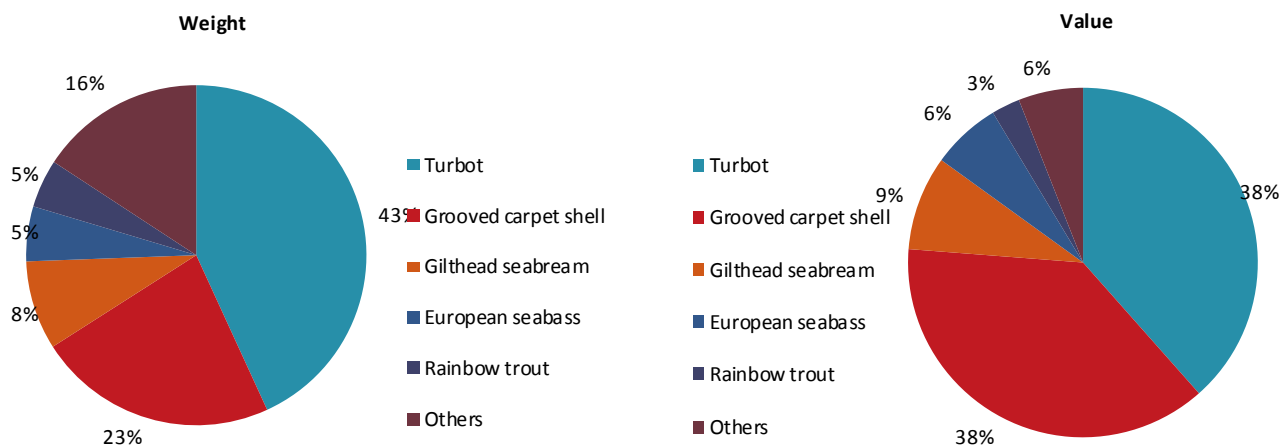 Weight
16%
5%
5%
8%
23%
43%
Turbot
Grooved carpet shell
Gilthead seabream
European seabass
Rainbow trout
Others
Value
6%
3%
6%
9%
38%
38%
Turbot
Grooved carpet shell
Gilthead seabream
European seabass
Rainbow trout
Others